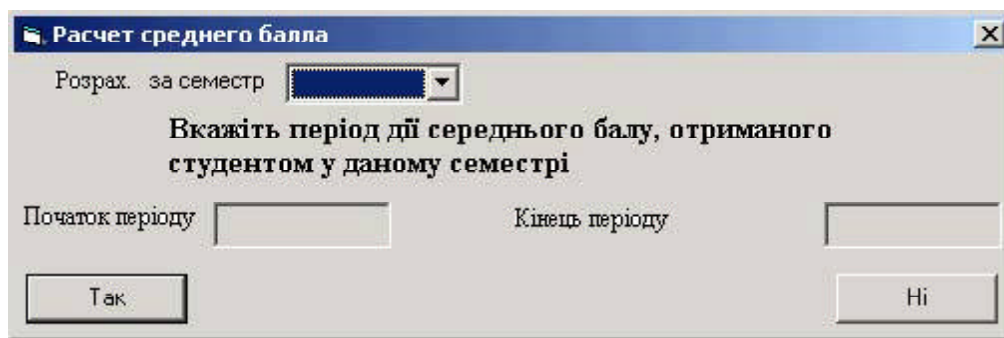 Расчет среднего балла
Розрах. за семестр
Вкажіть період дії середнього балу, отриманого
студентом у даному семестрі
Початок періоду Кінець періоду
Так Ні